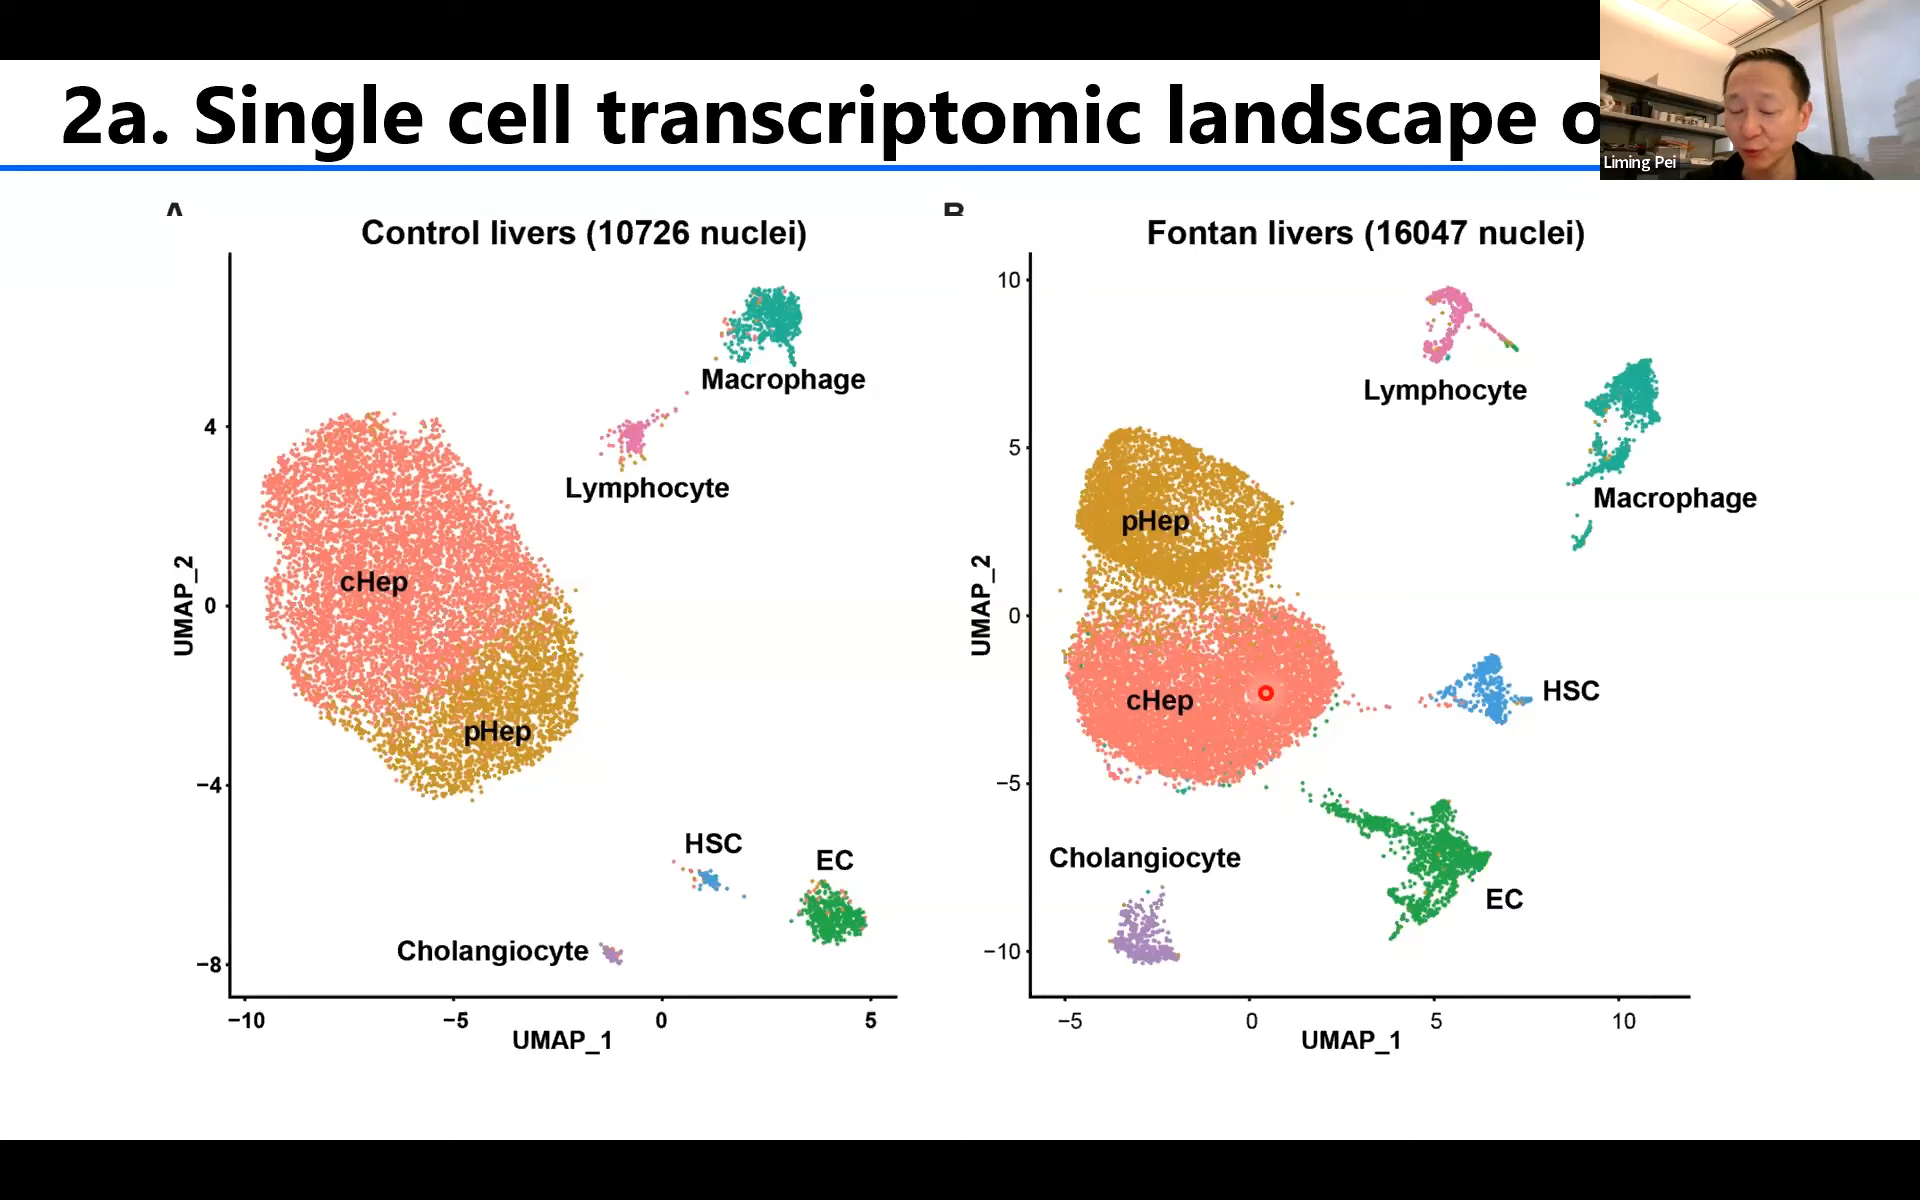 2a. Single cell transcriptomic landscape o
Liming Pei
A
Control livers (10726 nuclei)
Macrophage
4
Lymphocyte
cHep
UMAP_2
0
pHep
−4
HSC
EC
Cholangiocyte
−8
−10
−5
0
5
UMAP_1
B
Fontan livers (16047 nuclei)
10
Lymphocyte
5
Macrophage
pHep
UMAP_2
0
HSC
cHep
−5
Cholangiocyte
EC
−10
−5
0
5
10
UMAP_1